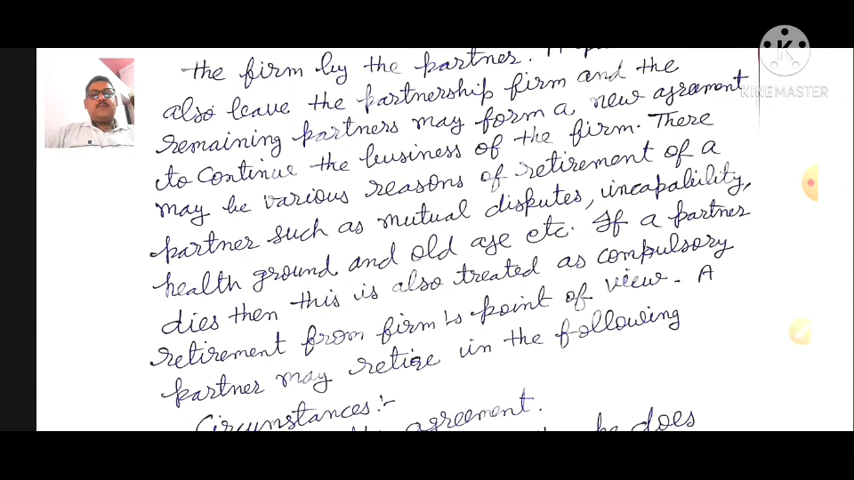 the firm by the partner.
also leave the partnership firm and the
remaining partners may form a new agrament
to continue the business of the firm. There
may be various reasons of retirement of a
partner such as mutual disputes, incapability,
health ground and old age etc. If a partner
dies then this is also treated as compulsory
retirement from firm's point of view. A
partner may retire in the following
Circumstances:-
agreement.
he does
KINEMASTER